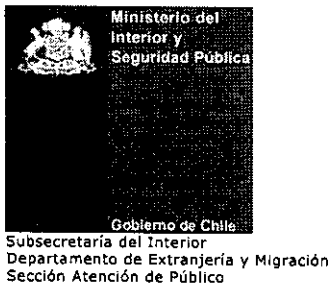 Ministerio del
Interior y
Seguridad Pública
Gobierno de Chile
Subsecretaría del Interior
Departamento de Extranjería y Migración
Sección Atención de Público